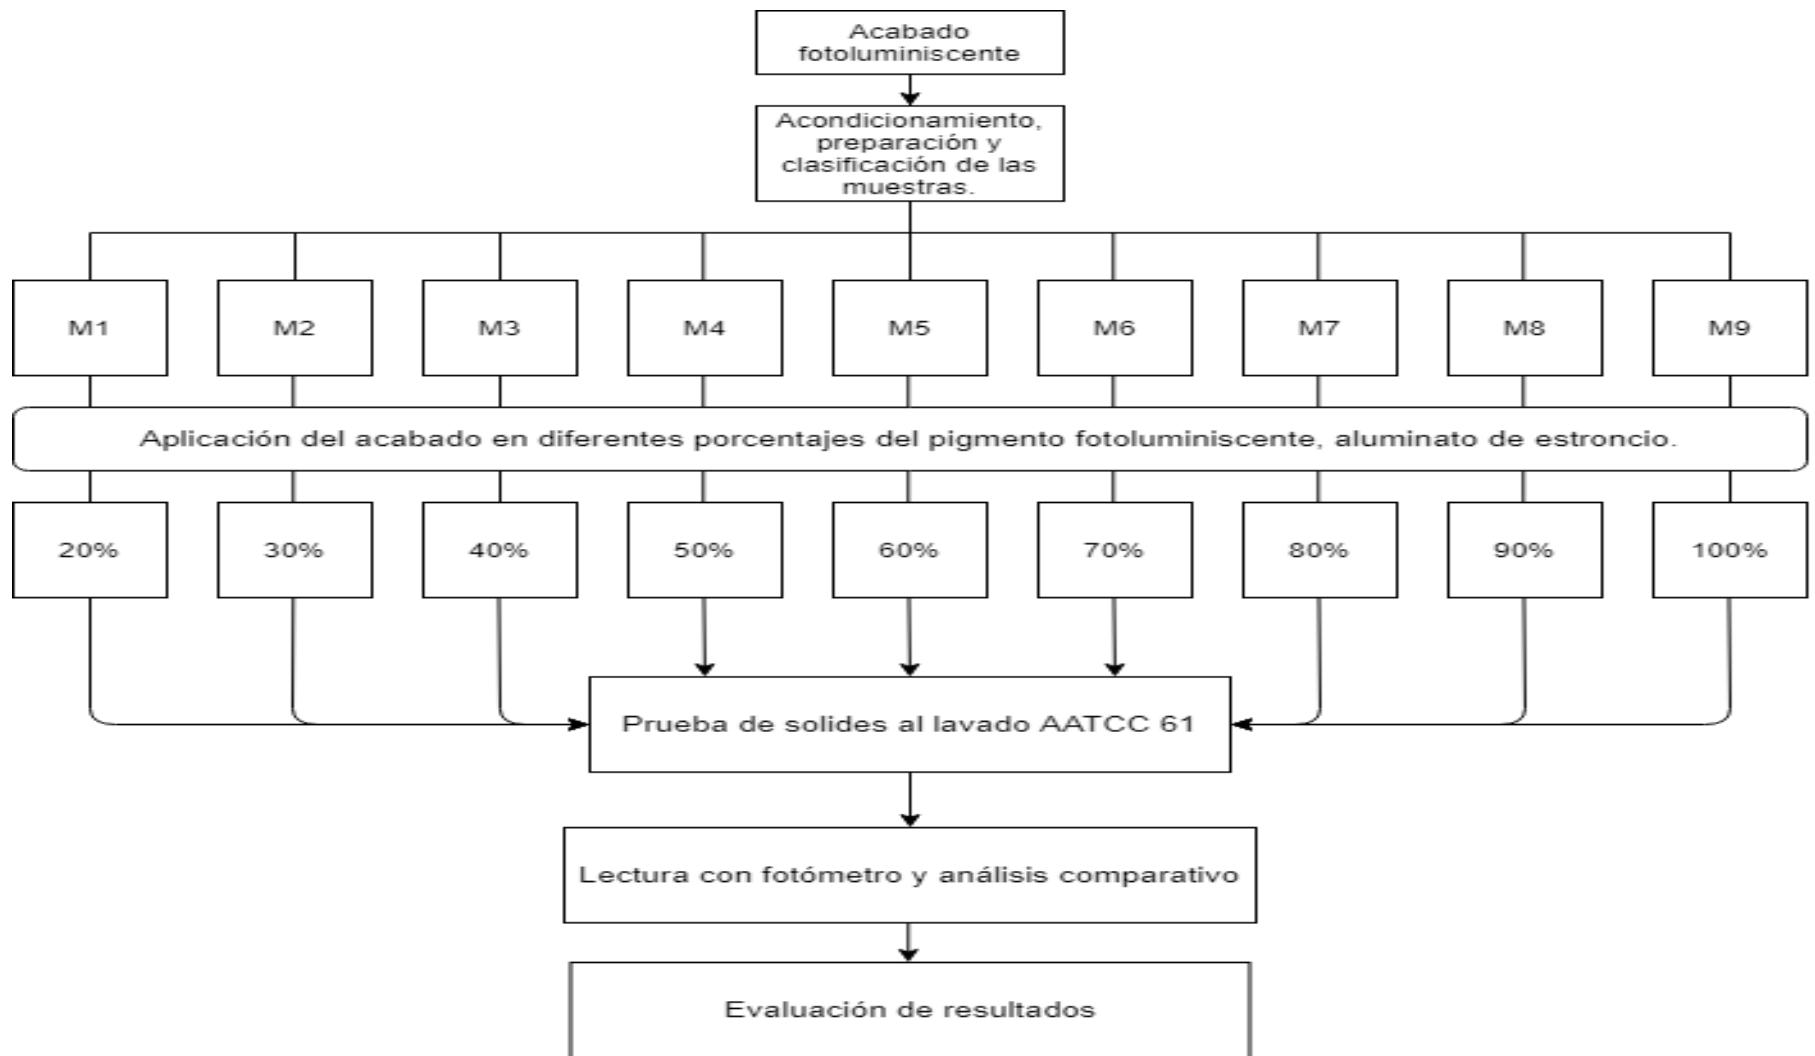 Acabado
fotoluminiscente
Acondicionamiento,
preparación y
clasificación de las
muestras.
M1
M2
M3
M4
M5
M6
M7
M8
M9
Aplicación del acabado en diferentes porcentajes del pigmento fotoluminiscente, aluminato de estroncio.
20%
30%
40%
50%
60%
70%
80%
90%
100%
Prueba de solides al lavado AATCC 61
Lectura con fotómetro y análisis comparativo
Evaluación de resultados